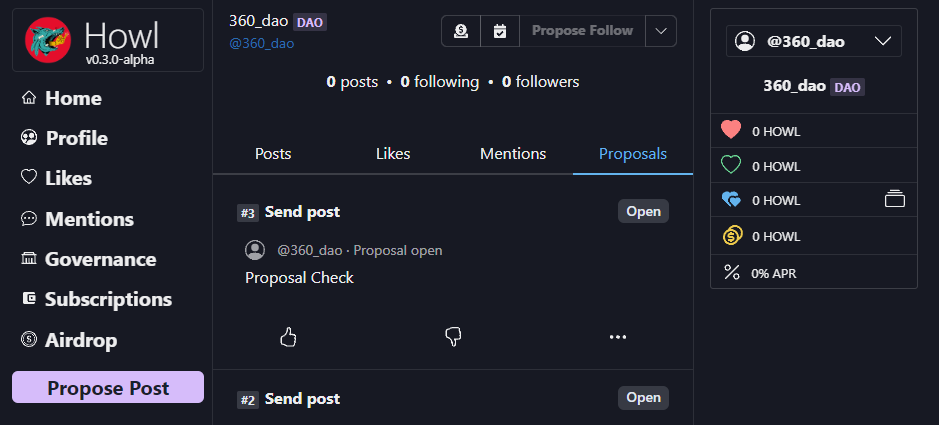 Howl
v0.3.0-alpha
Home
Profile
Likes
Mentions
Governance
Subscriptions
Airdrop
Propose Post
360_dao DAO
@360_dao
Propose Follow
0 posts • 0 following • 0 followers
Posts Likes Mentions Proposals
#3 Send post Open
@360_dao · Proposal open
Proposal Check
#2 Send post Open
@360_dao
360_dao DAO
0 HOWL
0 HOWL
0 HOWL
0 HOWL
0% APR